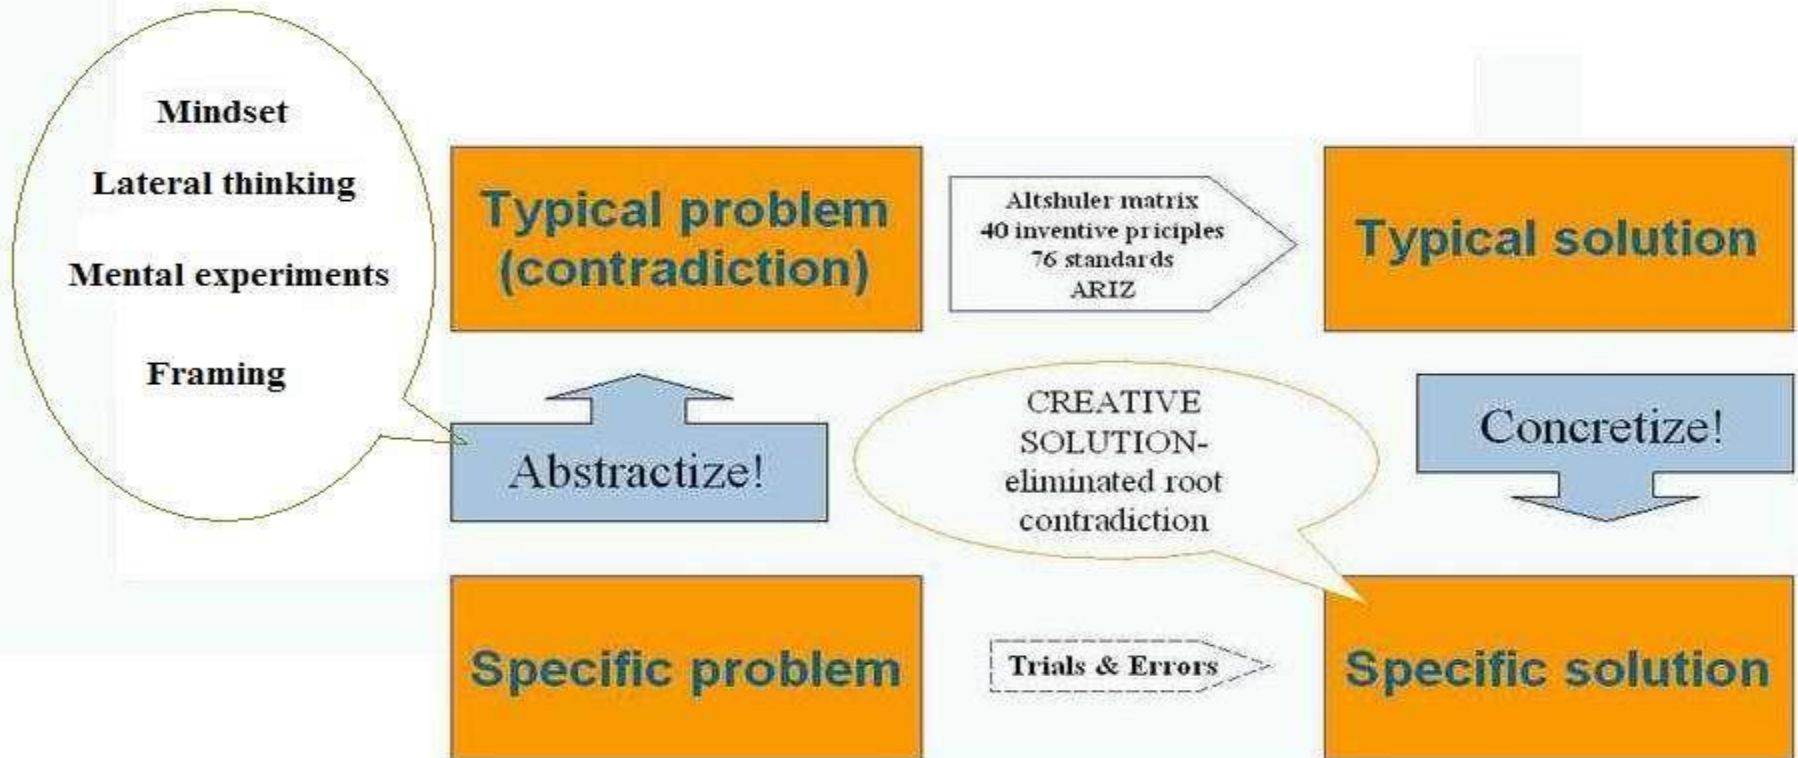 Mindset
Lateral thinking
Mental experiments
Framing
Typical problem
(contradiction)
Altshuler matrix
40 inventive priciples
76 standards
ARIZ
Typical solution
Abstractize!
CREATIVE
SOLUTION-
eliminated root
contradiction
Concretize!
Specific problem
Trials & Errors
Specific solution